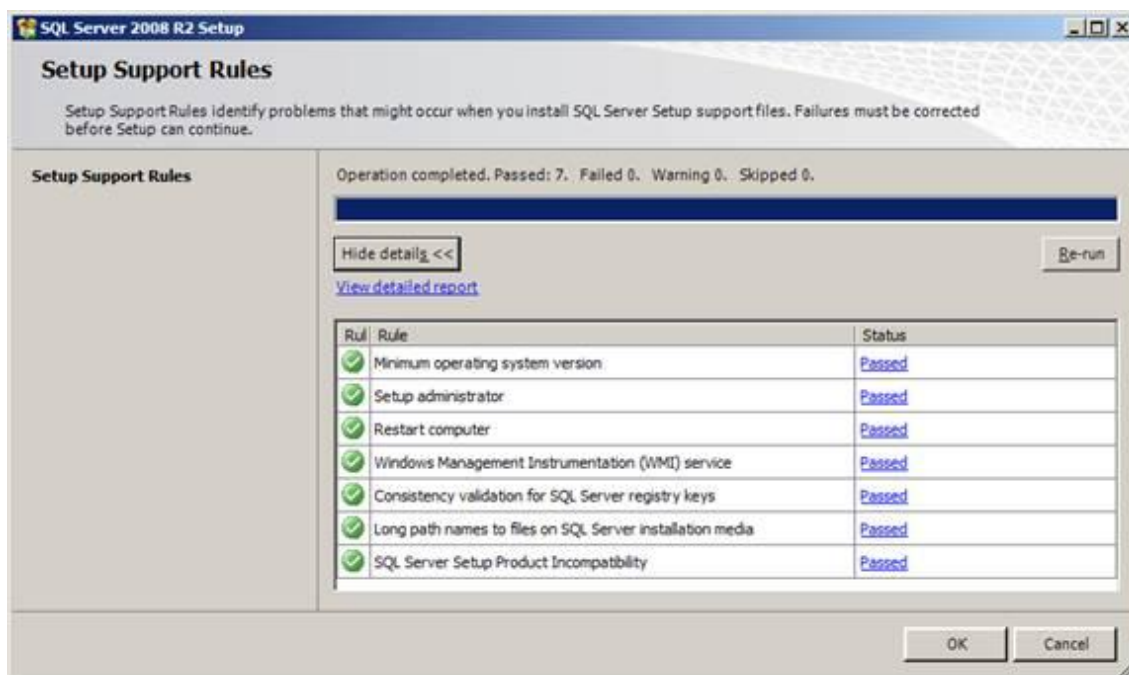 SQL Server 2008 R2 Setup
Setup Support Rules
Setup Support Rules identify problems that might occur when you install SQL Server Setup support files. Failures must be corrected
before Setup can continue.
Setup Support Rules
Operation completed. Passed: 7. Failed 0. Warning 0. Skipped 0.
Hide details <<
Re-run
View detailed report
Rul Rule Status
Minimum operating system version Passed
Setup administrator Passed
Restart computer Passed
Windows Management Instrumentation (WMI) service Passed
Consistency validation for SQL Server registry keys Passed
Long path names to files on SQL Server installation media Passed
SQL Server Setup Product Incompatibility Passed
OK Cancel